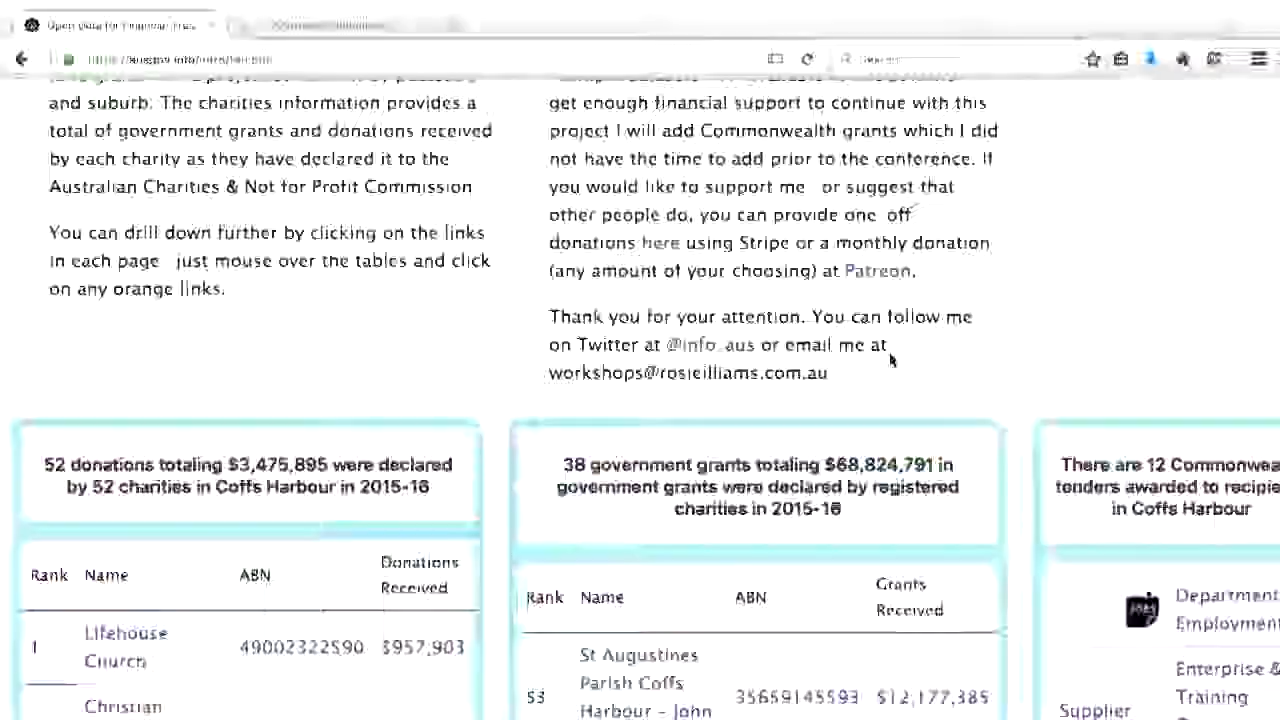 and suburb. The charities information provides a
total of government grants and donations received
by each charity as they have declared it to the
Australian Charities & Not for Profit Commission
You can drill down further by clicking on the links
in each page just mouse over the tables and click
on any orange links.
get enough financial support to continue with this
project I will add Commonwealth grants which I did
not have the time to add prior to the conference. If
you would like to support me or suggest that
other people do, you can provide one off
donations here using Stripe or a monthly donation
(any amount of your choosing) at Patreon.
Thank you for your attention. You can follow me
on Twitter at @info_aus or email me at
workshops@rosieilliams.com.au
52 donations totaling $3,475,895 were declared
by 52 charities in Coffs Harbour in 2015-16
Rank Name ABN Donations Received
1 Lifehouse Church 49002322590 $957,903
Christian
38 government grants totaling $68,824,791 in
government grants were declared by registered
charities in 2015-16
Rank Name ABN Grants Received
53 St Augustines Parish Coffs Harbour - John 35659145593 $12,177,385
There are 12 Commonwea
tenders awarded to recipie
in Coffs Harbour
Department
Employment
Supplier
Enterprise &
Training